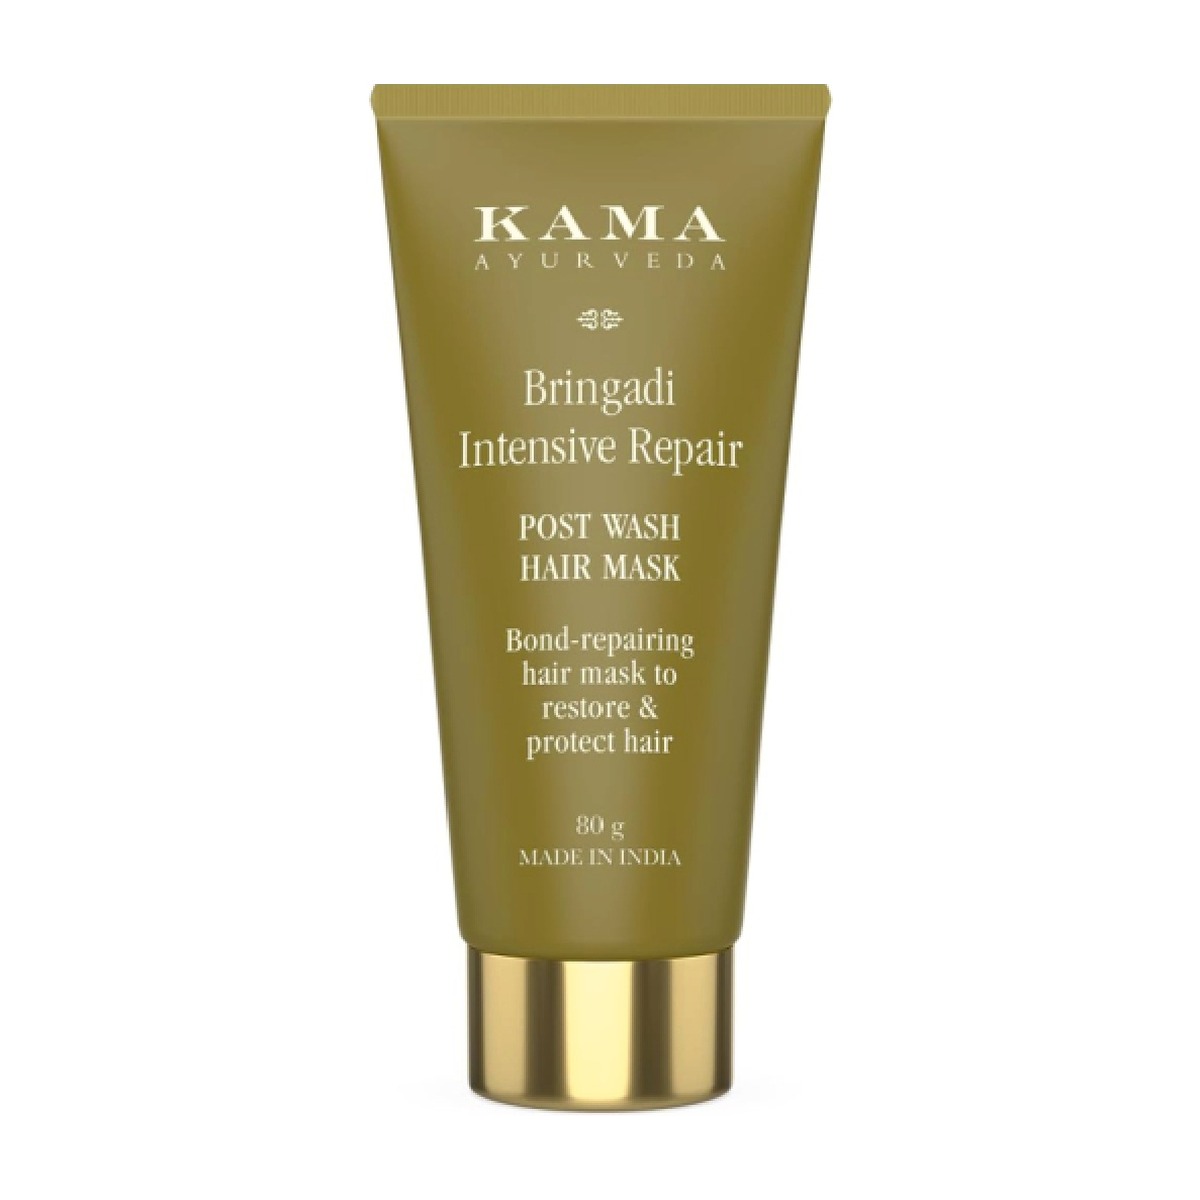 KAMA
AYURVEDA
Bringadi
Intensive Repair
POST WASH
HAIR MASK
Bond-repairing
hair mask to
restore &
protect hair
80 g
MADE IN INDIA